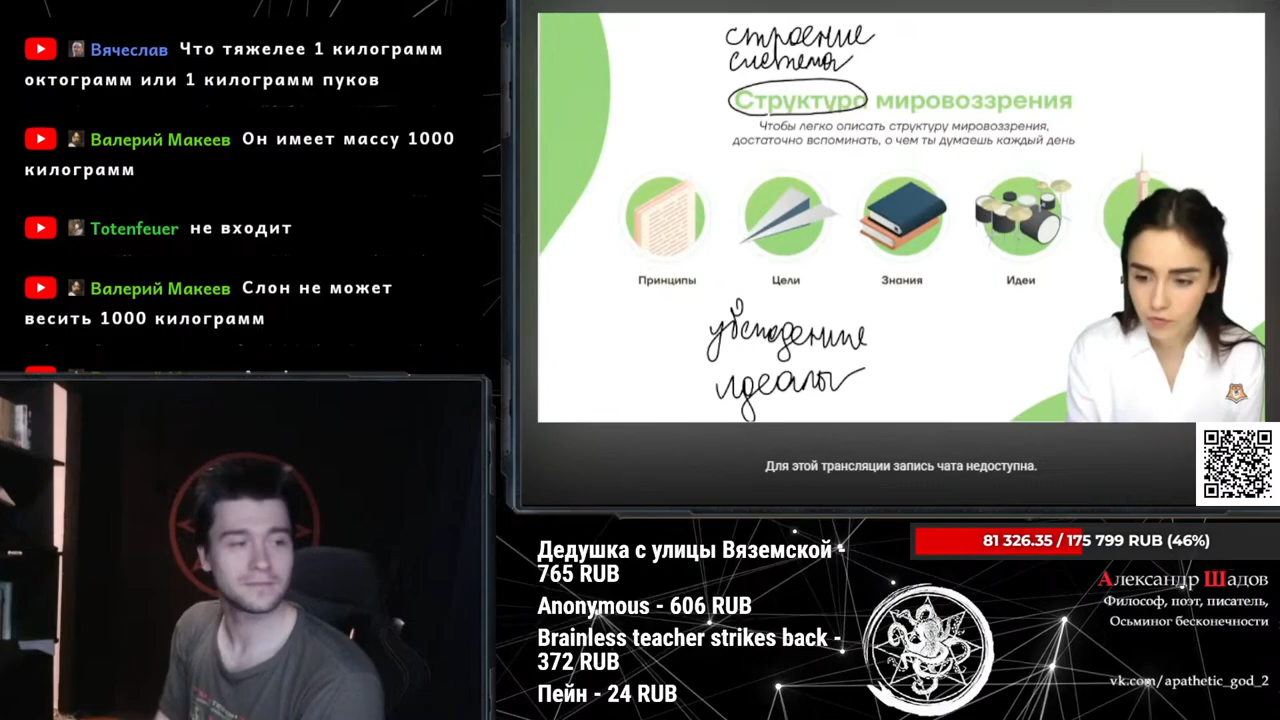 Вячеслав Что тяжелее 1 килограмм
октограмм или 1 килограмм пуков
Валерий Макеев Он имеет массу 1000
килограмм
Totenfeuer не входит
Валерий Макеев Слон не может
весить 1000 килограмм
строение
системы
Структура мировоззрения
Чтобы легко описать структуру мировоззрения,
достаточно вспоминать, о чем ты думаешь каждый день
Принципы
Цели
Знания
Идеи
убеждения
идеалы
Для этой трансляции запись чата недоступна.
Дедушка с улицы Вяземской -
765 RUB
Anonymous - 606 RUB
Brainless teacher strikes back -
372 RUB
Пейн - 24 RUB
81 326.35 / 175 799 RUB (46%)
Александр Шадов
Философ, поэт, писатель,
Осьминог бесконечности
vk.com/apathetic_god_2